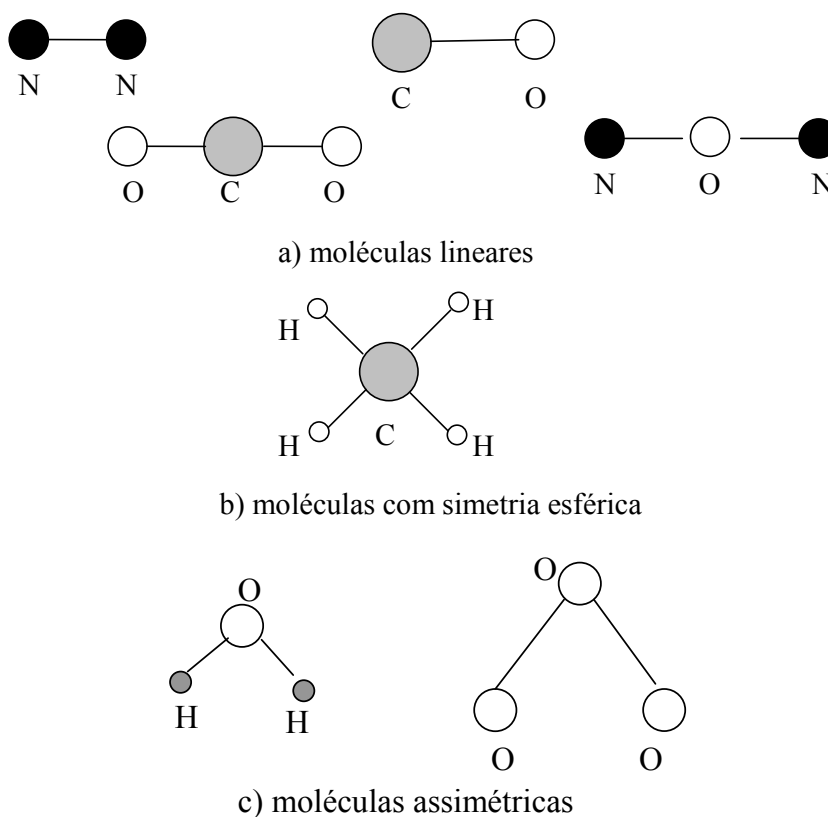 N N
C O
O C O
N O N
a) moléculas lineares
H H
H C H
b) moléculas com simetria esférica
O
H H
O
O O
c) moléculas assimétricas